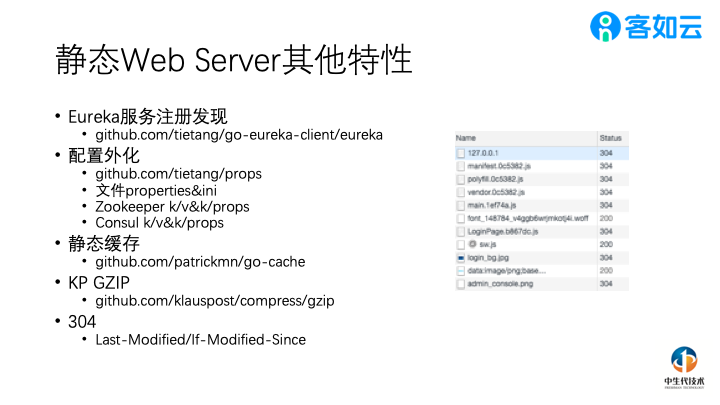 客如云
静态Web Server其他特性
• Eureka服务注册发现
• github.com/tietang/go-eureka-client/eureka
• 配置外化
• github.com/tietang/props
• 文件properties&ini
• Zookeeper k/v&k/props
• Consul k/v&k/props
• 静态缓存
• github.com/patrickmn/go-cache
• KP GZIP
• github.com/klauspost/compress/gzip
• 304
• Last-Modified/If-Modified-Since
Name Status
127.0.0.1 304
manifest.0c5382.js 304
polyfill.0c5382.js 304
vendor.0c5382.js 304
main.1ef74a.js 304
font_148784_v4ggb6wrjmkotj4i.woff 200
LoginPage.b867dc.js 304
sw.js 200
login_bg.jpg 304
data:image/png;base... 200
admin_console.png 304
中生代技术